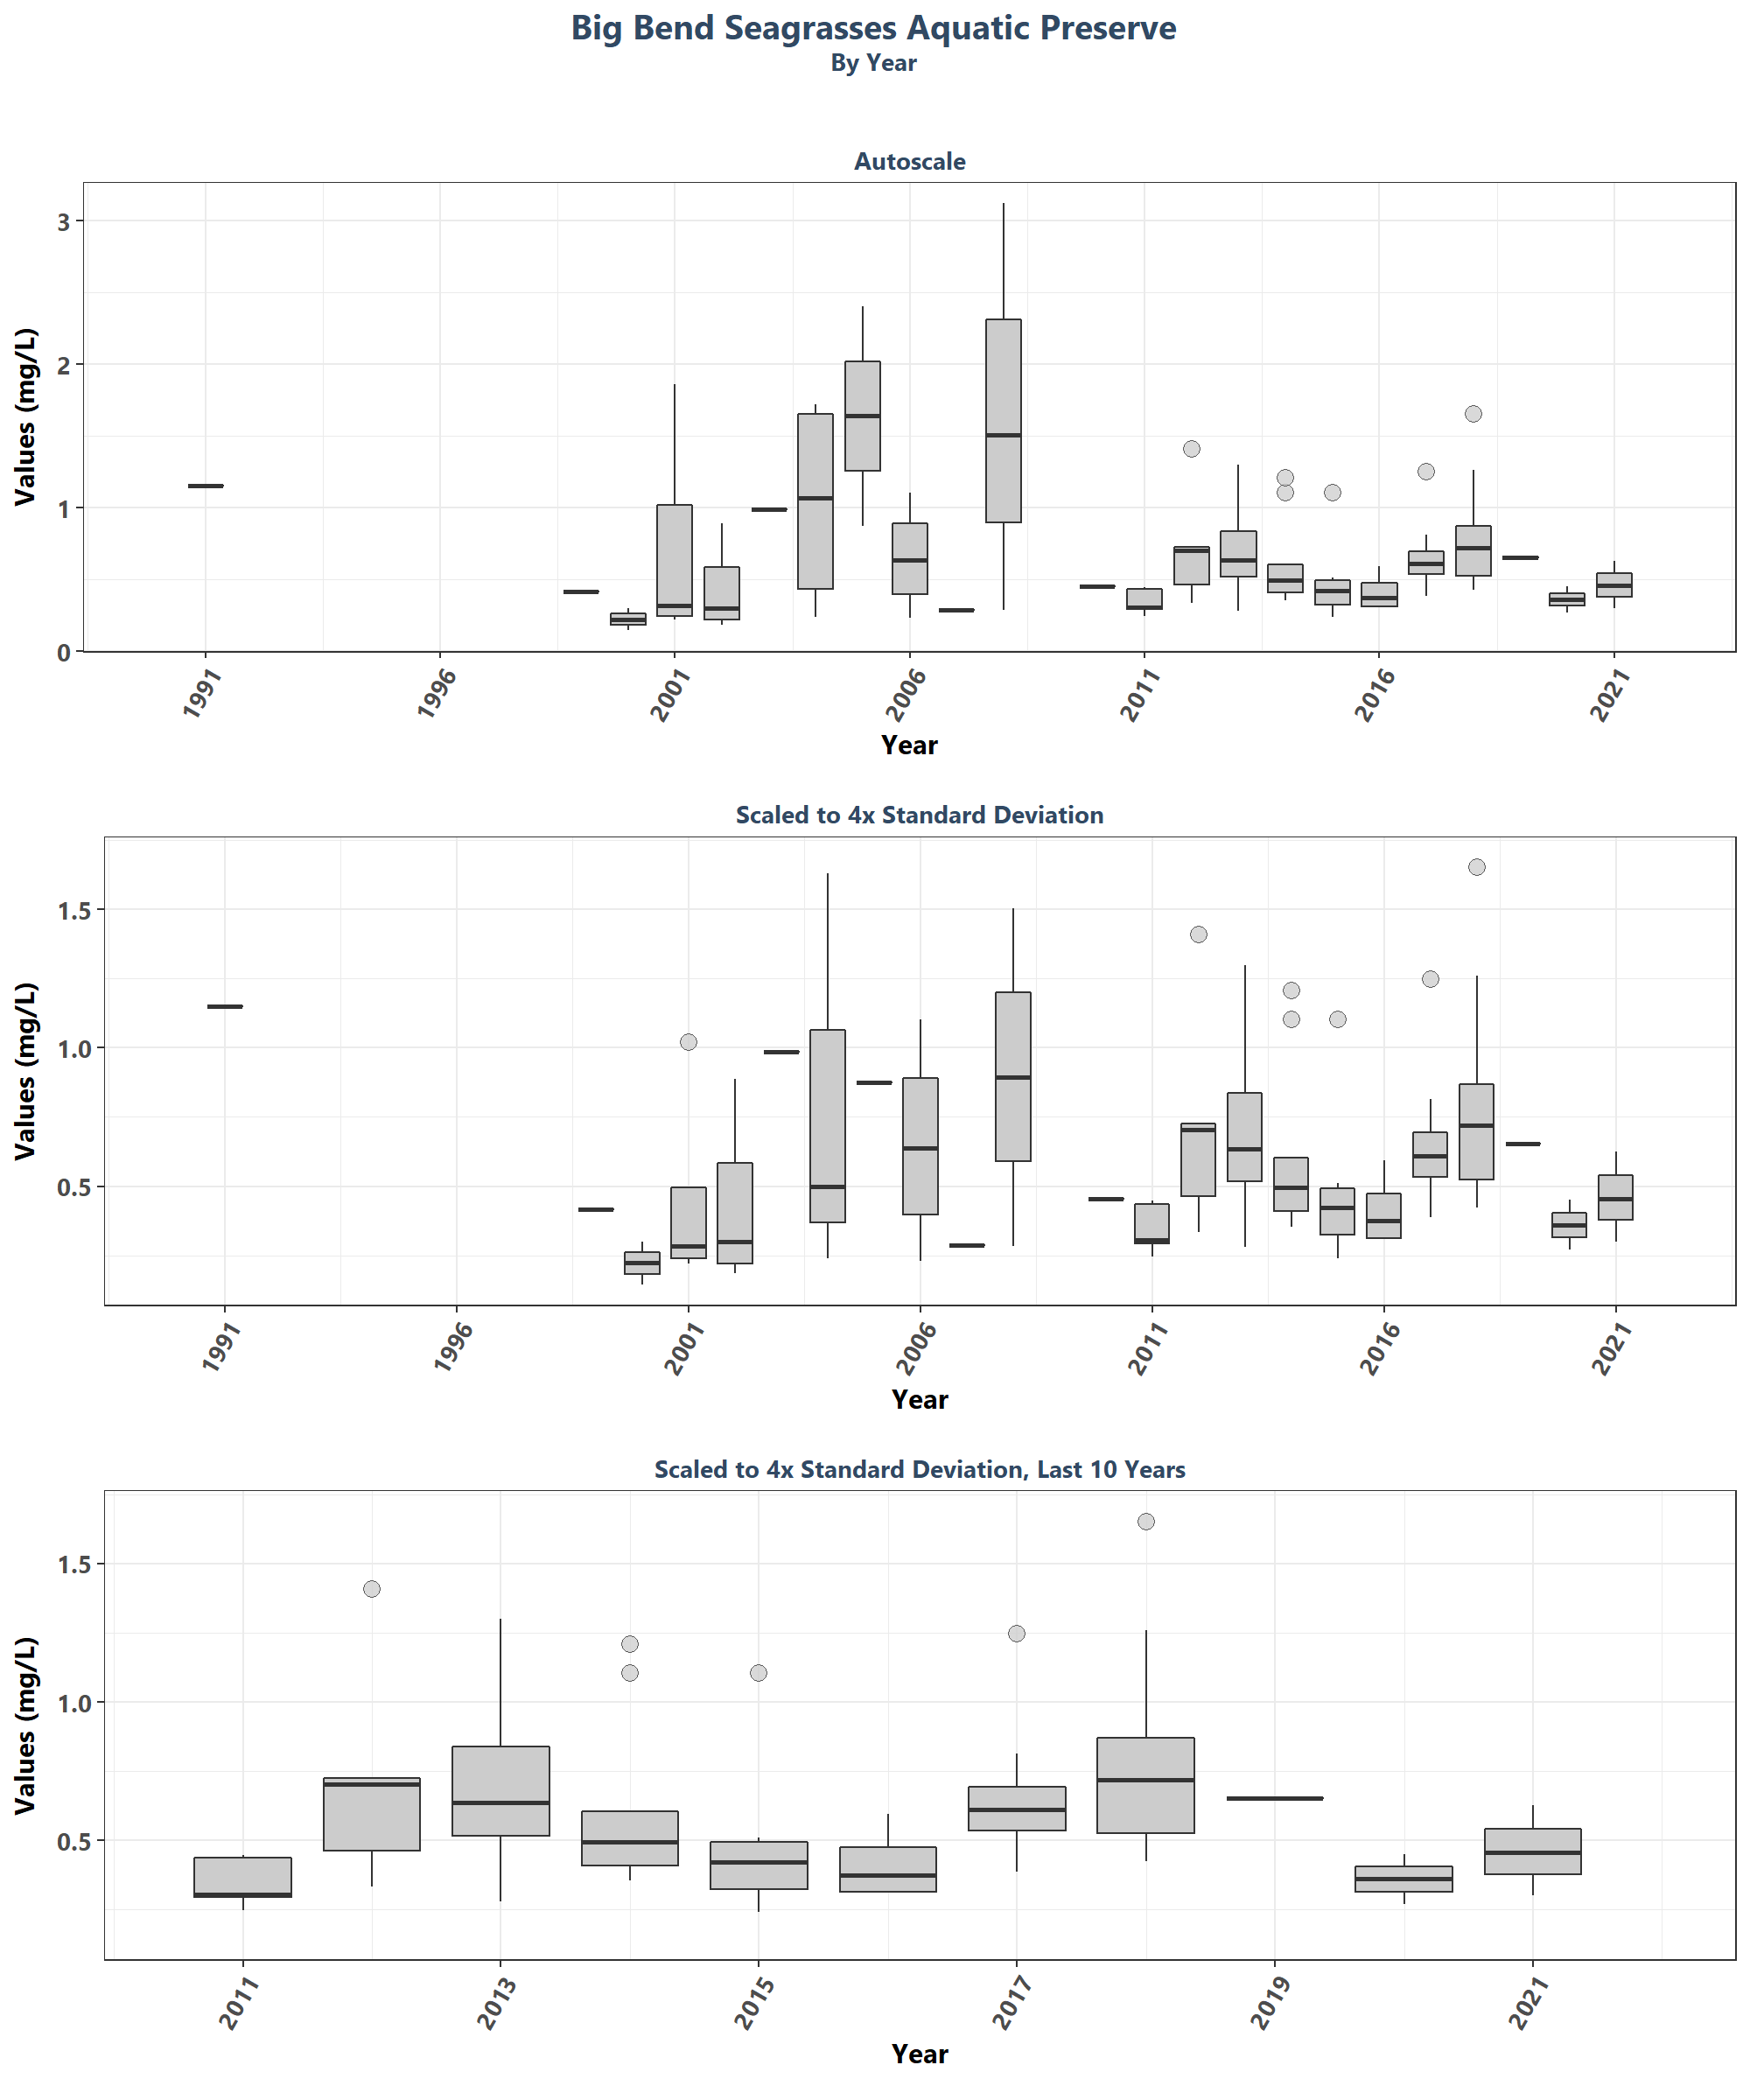 Big Bend Seagrasses Aquatic Preserve
By Year
Autoscale
Values (mg/L)
3
2
1
0
1991 1996 2001 2006 2011 2016 2021
Year
Scaled to 4x Standard Deviation
Values (mg/L)
1.5
1.0
0.5
1991 1996 2001 2006 2011 2016 2021
Year
Scaled to 4x Standard Deviation, Last 10 Years
Values (mg/L)
1.5
1.0
0.5
2011 2013 2015 2017 2019 2021
Year